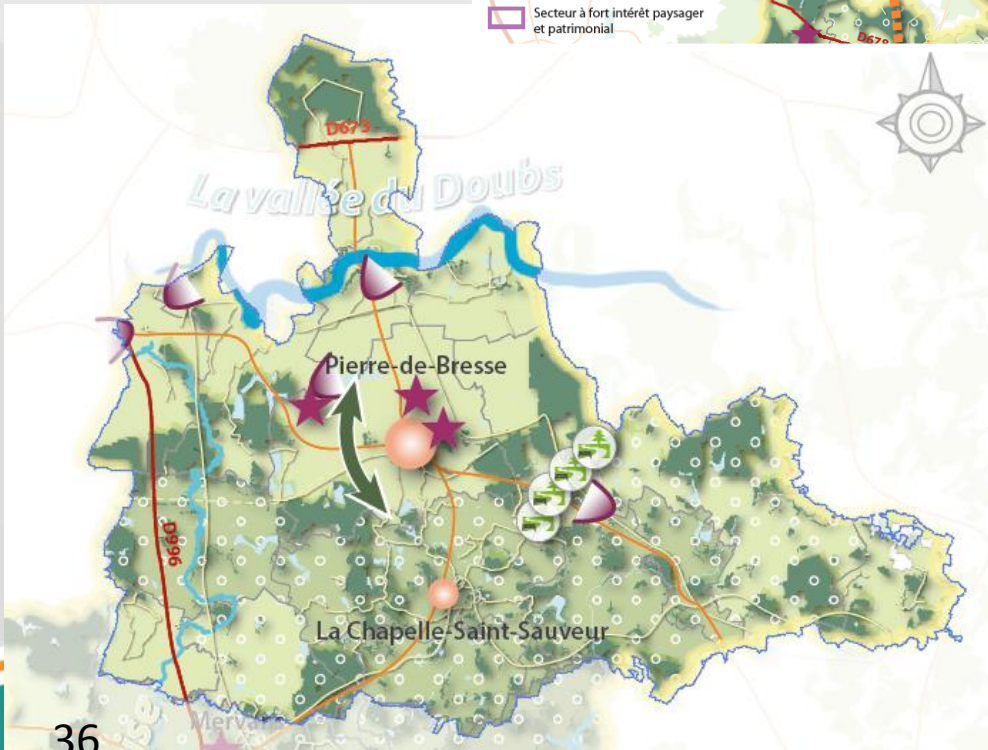 Secteur à fort intérêt paysager
et patrimonial
D678
D673
La vallée du Doubs
Pierre-de-Bresse
D996
La Chapelle-Saint-Sauveur
36